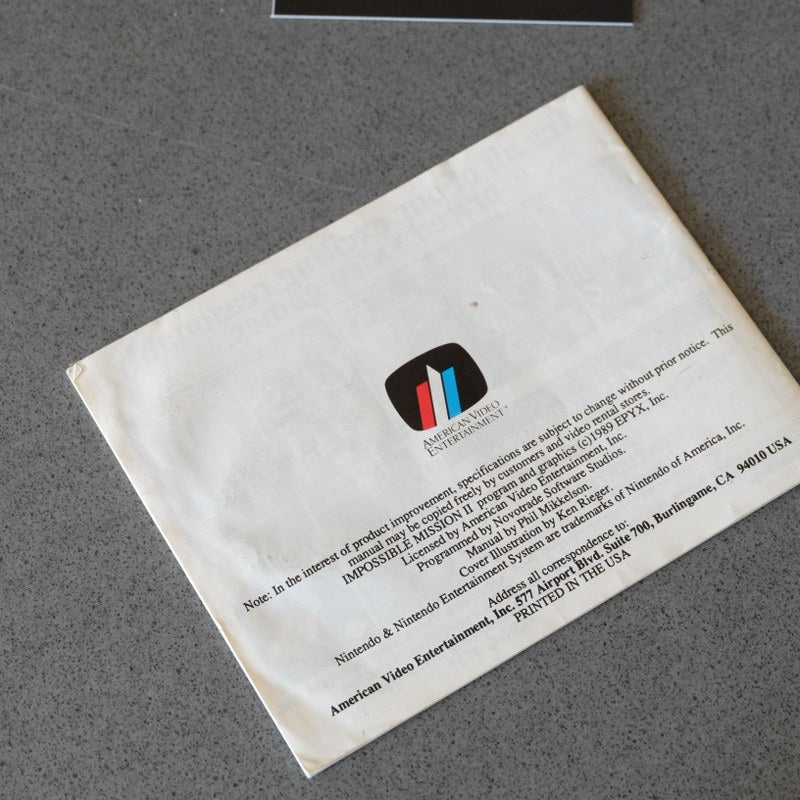 AMERICAN VIDEO
ENTERTAINMENT
Note: In the interest of product improvement, specifications are subject to change without prior notice. This
manual may be copied freely by customers and video rental stores.
IMPOSSIBLE MISSION II program and graphics (c)1989 EPYX, Inc.
Licensed by American Video Entertainment, Inc.
Programmed by Novotrade Software Studios.
Manual by Phil Mikkelson.
Cover Illustration by Ken Rieger.
Nintendo & Nintendo Entertainment System are trademarks of Nintendo of America, Inc.
Address all correspondence to:
American Video Entertainment, Inc. 577 Airport Blvd. Suite 700, Burlingame, CA 94010 USA
PRINTED IN THE USA